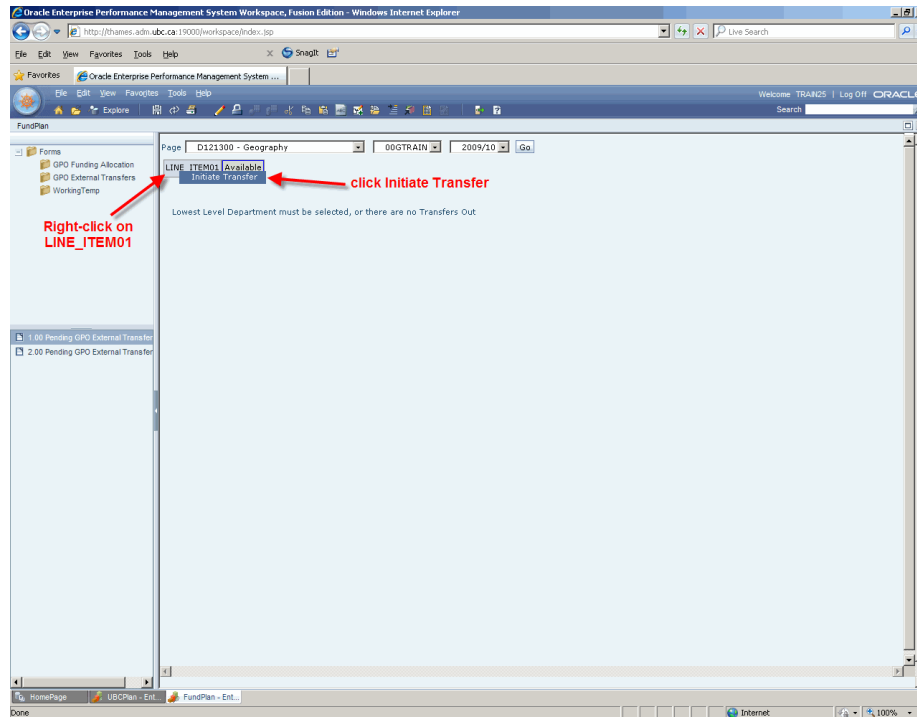 Oracle Enterprise Performance Management System Workspace, Fusion Edition - Windows Internet Explorer
http://thames.adm.ubc.ca:19000/workspace/index.jsp
Live Search
File Edit View Favorites Tools Help
SnagIt
Favorites
Oracle Enterprise Performance Management System ...
File Edit View Favorites Tools Help
Welcome TRAIN25 | Log Off ORACL
Explore
Search
FundPlan
Page D121300 - Geography 00GTRAIN 2009/10 Go
Forms
GPO Funding Allocation
GPO External Transfers
WorkingTemp
LINE_ITEM01 Available
Initiate Transfer
click Initiate Transfer
Right-click on
LINE_ITEM01
Lowest Level Department must be selected, or there are no Transfers Out
1.00 Pending GPO External Transfer
2.00 Pending GPO External Transfer
HomePage
UBCPlan - Ent...
FundPlan - Ent...
Done
Internet
100%